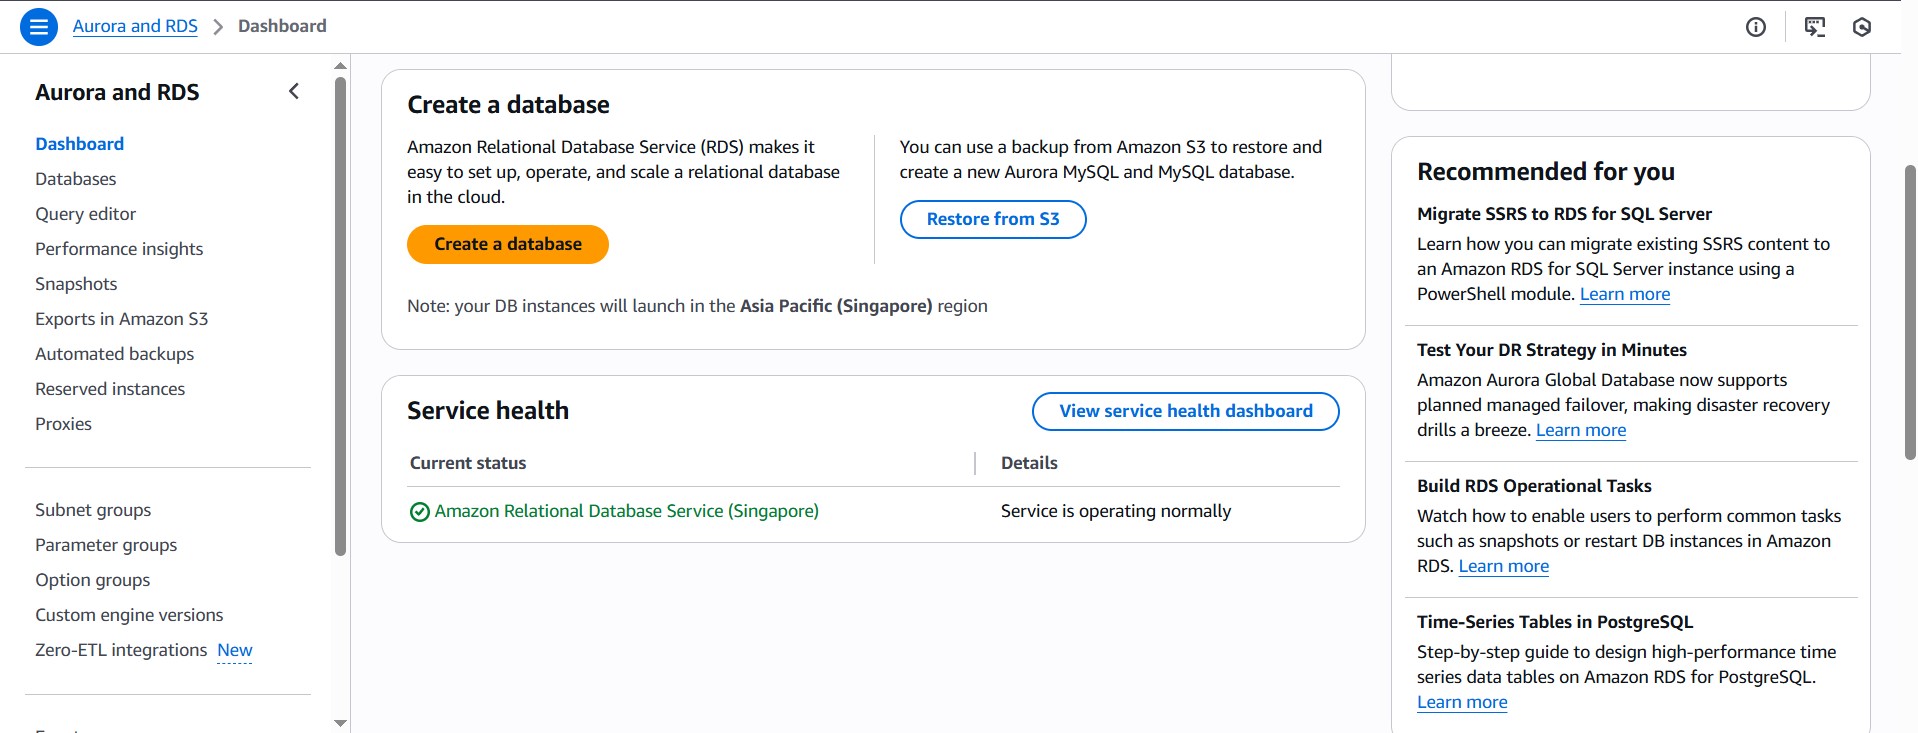 Aurora and RDS
Dashboard
Aurora and RDS
Dashboard
Databases
Query editor
Performance insights
Snapshots
Exports in Amazon S3
Automated backups
Reserved instances
Proxies
Subnet groups
Parameter groups
Option groups
Custom engine versions
Zero-ETL integrations New
Create a database
Amazon Relational Database Service (RDS) makes it
easy to set up, operate, and scale a relational database
in the cloud.
Create a database
You can use a backup from Amazon S3 to restore and
create a new Aurora MySQL and MySQL database.
Restore from S3
Note: your DB instances will launch in the Asia Pacific (Singapore) region
Service health
View service health dashboard
Current status
Details
Amazon Relational Database Service (Singapore)
Service is operating normally
Recommended for you
Migrate SSRS to RDS for SQL Server
Learn how you can migrate existing SSRS content to
an Amazon RDS for SQL Server instance using a
PowerShell module. Learn more
Test Your DR Strategy in Minutes
Amazon Aurora Global Database now supports
planned managed failover, making disaster recovery
drills a breeze. Learn more
Build RDS Operational Tasks
Watch how to enable users to perform common tasks
such as snapshots or restart DB instances in Amazon
RDS. Learn more
Time-Series Tables in PostgreSQL
Step-by-step guide to design high-performance time
series data tables on Amazon RDS for PostgreSQL.
Learn more